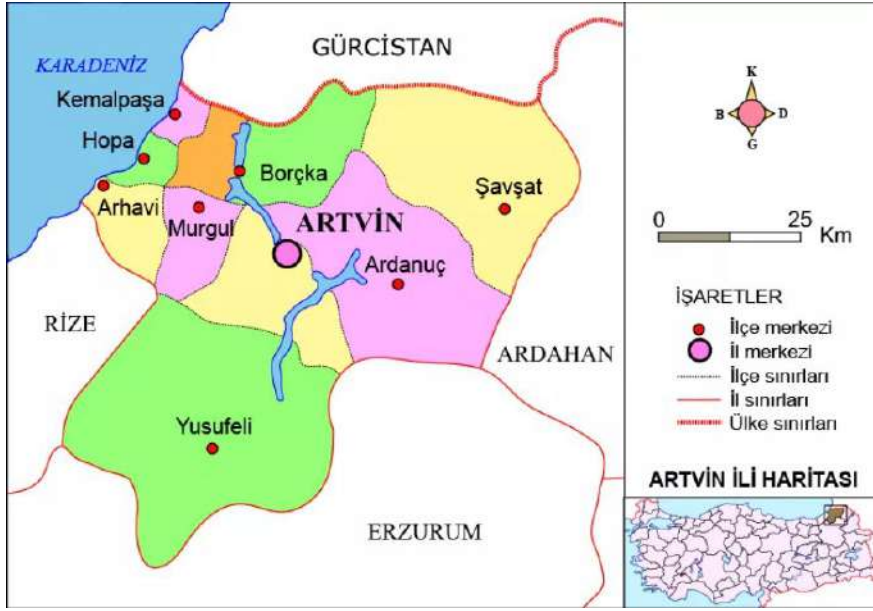 GÜRCİSTAN
KARADENİZ
Kemalpaşa
Hopa
Borçka
Arhavi
Murgul
ARTVİN
Şavşat
Ardanuç
RİZE
ARDAHAN
Yusufeli
ERZURUM
K
B D
G
0 25
Km
İŞARETLER
İlçe merkezi
İl merkezi
İlçe sınırları
İl sınırları
Ülke sınırları
ARTVİN İLİ HARİTASI